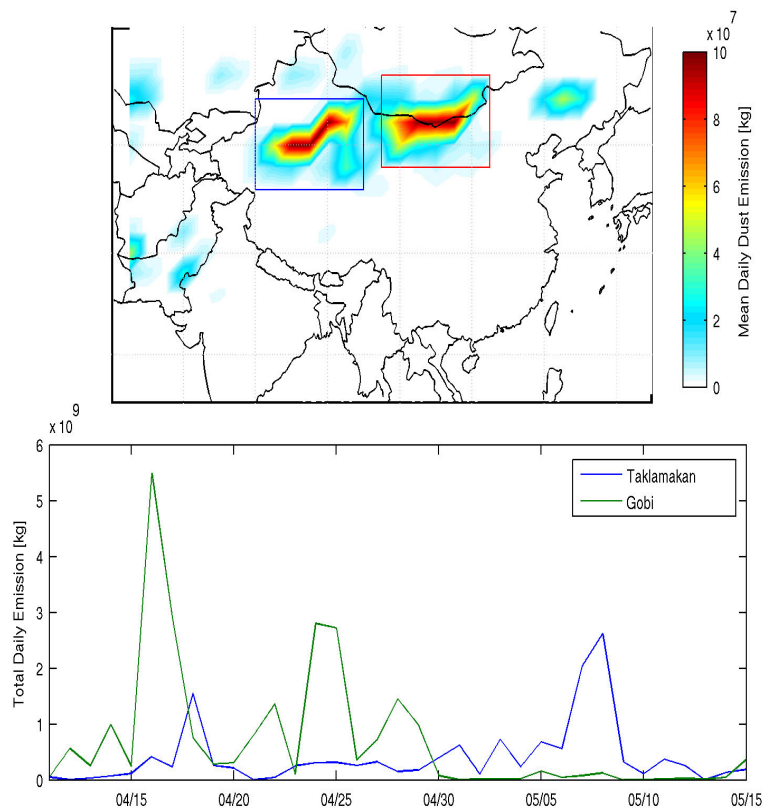 x 10^7
10
8
6
4
2
0
Mean Daily Dust Emission [kg]
x 10^9
6
5
4
3
2
1
0
Total Daily Emission [kg]
Taklamakan
Gobi
04/15 04/20 04/25 04/30 05/05 05/10 05/15